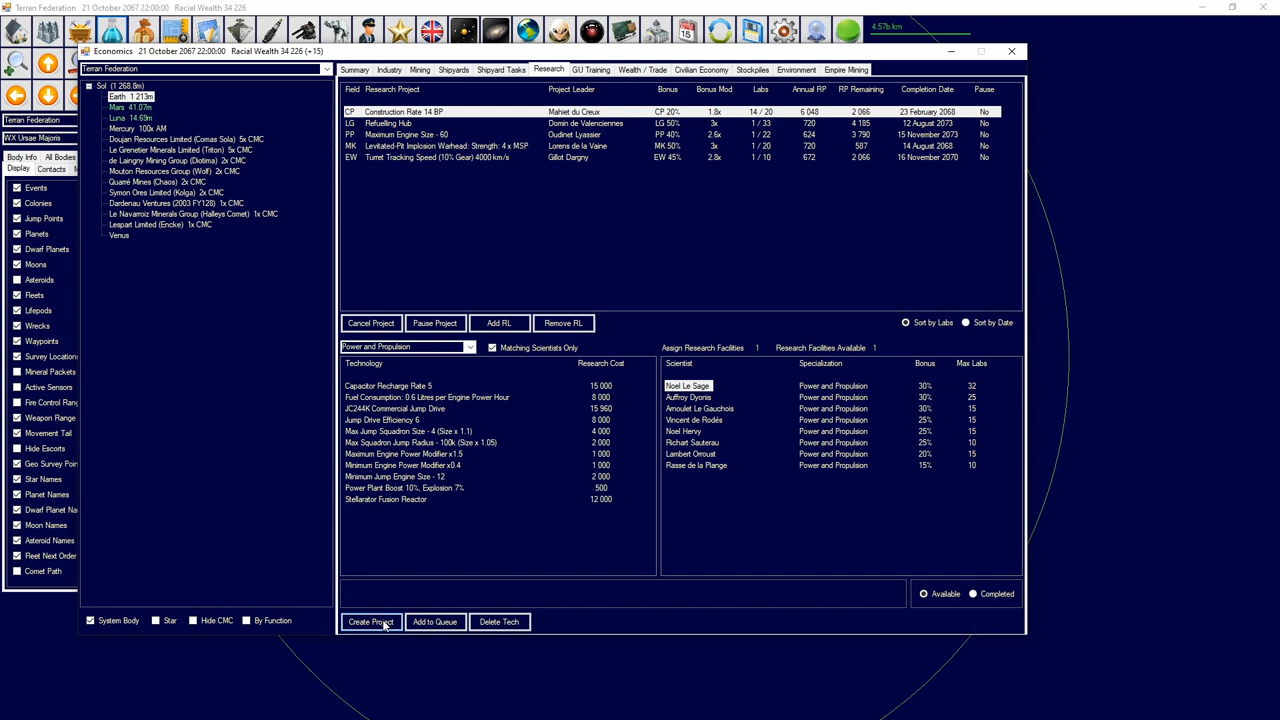 Terran Federation 21 October 2067 22:00:00 Racial Wealth 34 226
4.57b km
Economics 21 October 2067 22:00:00 Racial Wealth 34 226 (+15)
Terran Federation
Summary Industry Mining Shipyards Shipyard Tasks Research GU Training Wealth / Trade Civilian Economy Stockpiles Environment Empire Mining
Sol (1 268.8m)
Earth 1 213m
Mars 41.07m
Luna 14.69m
Mercury 100x AM
Doujan Resources Limited (Comas Sola) 5x CMC
Le Grenetier Minerals Limited (Triton) 5x CMC
de Laingny Mining Group (Diotima) 2x CMC
Mouton Resources Group (Wolf) 2x CMC
Quarré Mines (Chaos) 2x CMC
Symon Ores Limited (Kolga) 2x CMC
Dardenau Ventures (2003 FY128) 1x CMC
Le Navarroiz Minerals Group (Halleys Comet) 1x CMC
Lespart Limited (Encke) 1x CMC
Venus
Field Research Project Project Leader Bonus Bonus Mod Labs Annual RP RP Remaining Completion Date Pause
CP Construction Rate 14 BP Mahiet du Creux CP 20% 1.8x 14 / 20 6 048 2 066 23 February 2068 No
LG Refuelling Hub Domin de Valenciennes LG 50% 3x 1 / 33 720 4 185 12 August 2073 No
PP Maximum Engine Size - 60 Oudinet Lyassier PP 40% 2.6x 1 / 22 624 3 790 15 November 2073 No
MK Levitated-Pit Implosion Warhead: Strength: 4 x MSP Lorens de la Vaine MK 50% 3x 1 / 20 720 587 14 August 2068 No
EW Turret Tracking Speed (10% Gear) 4000 km/s Gillot Dargny EW 45% 2.8x 1 / 10 672 2 066 16 November 2070 No
Cancel Project Pause Project Add RL Remove RL Sort by Labs Sort by Date
Power and Propulsion Matching Scientists Only Assign Research Facilities 1 Research Facilities Available 1
Technology Research Cost
Capacitor Recharge Rate 5 15 000
Fuel Consumption: 0.6 Litres per Engine Power Hour 8 000
JC244K Commercial Jump Drive 15 960
Jump Drive Efficiency 6 8 000
Max Jump Squadron Size - 4 (Size x 1.1) 4 000
Max Squadron Jump Radius - 100k (Size x 1.05) 2 000
Maximum Engine Power Modifier x1.5 1 000
Minimum Engine Power Modifier x0.4 1 000
Minimum Jump Engine Size - 12 2 000
Power Plant Boost 10%, Explosion 7% 500
Stellarator Fusion Reactor 12 000
Scientist Specialization Bonus Max Labs
Noel Le Sage Power and Propulsion 30% 32
Auffroy Dyonis Power and Propulsion 30% 25
Arnoulet Le Gauchois Power and Propulsion 30% 15
Vincent de Rodés Power and Propulsion 25% 15
Noel Hervy Power and Propulsion 25% 15
Richart Sauterau Power and Propulsion 25% 10
Lambert Orroust Power and Propulsion 20% 15
Rasse de la Plange Power and Propulsion 15% 10
Available Completed
Create Project Add to Queue Delete Tech
System Body Star Hide CMC By Function
Terran Federation
WX Ursae Majoris
Body Info All Bodies
Display Contacts
Events
Colonies
Jump Points
Planets
Dwarf Planets
Moons
Asteroids
Fleets
Lifepods
Wrecks
Waypoints
Survey Location
Mineral Packets
Active Sensors
Fire Control Rang
Weapon Range
Movement Tail
Hide Escorts
Geo Survey Poin
Star Names
Planet Names
Dwarf Planet Na
Moon Names
Asteroid Names
Fleet Next Order
Comet Path